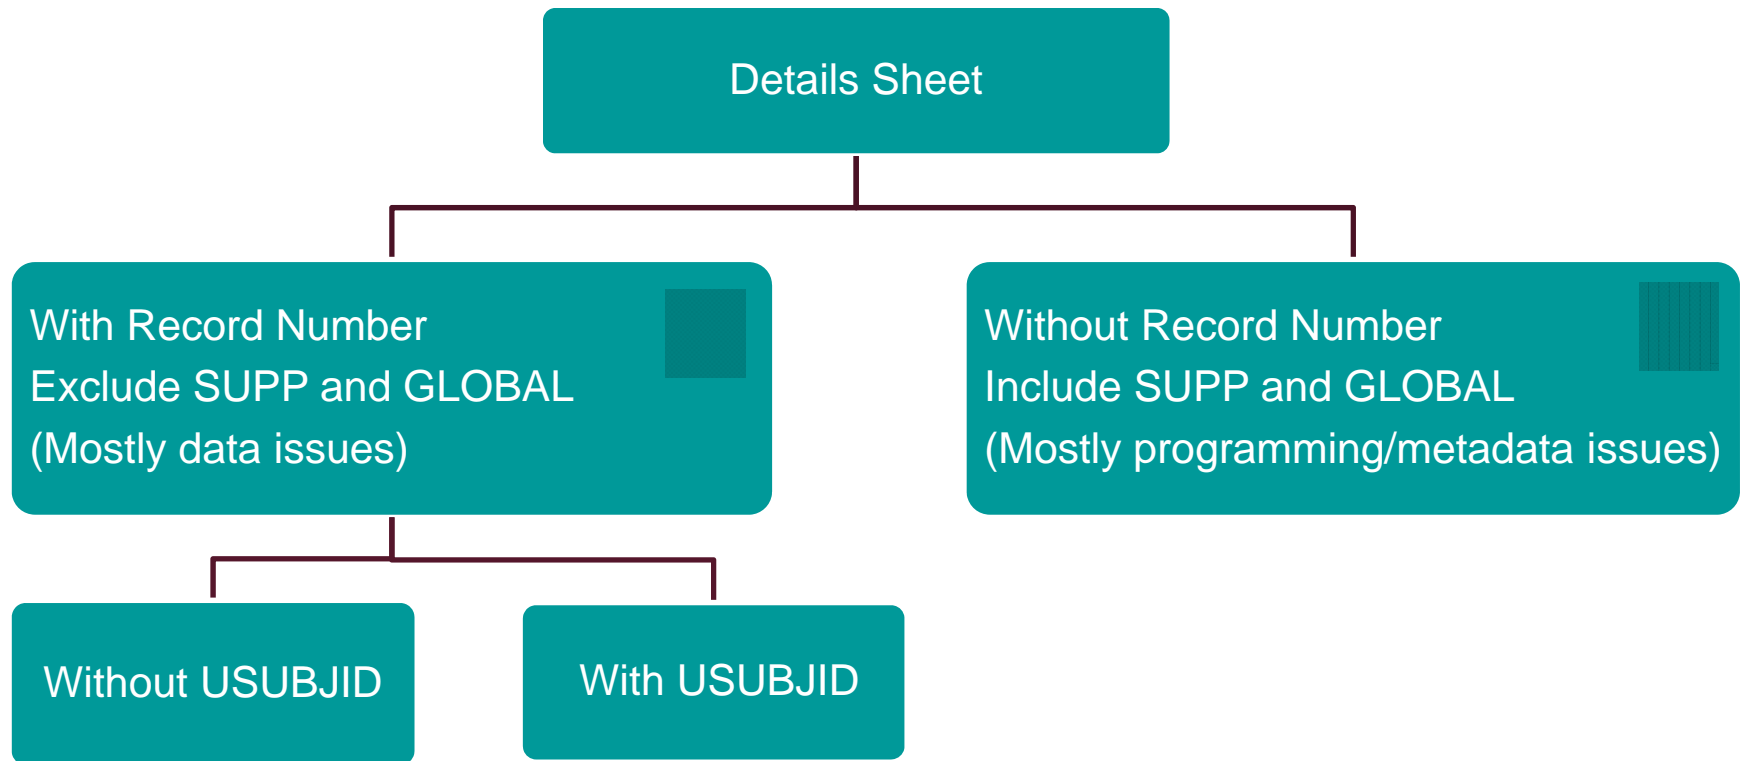 Details Sheet
With Record Number
Exclude SUPP and GLOBAL
(Mostly data issues)
Without Record Number
Include SUPP and GLOBAL
(Mostly programming/metadata issues)
Without USUBJID
With USUBJID